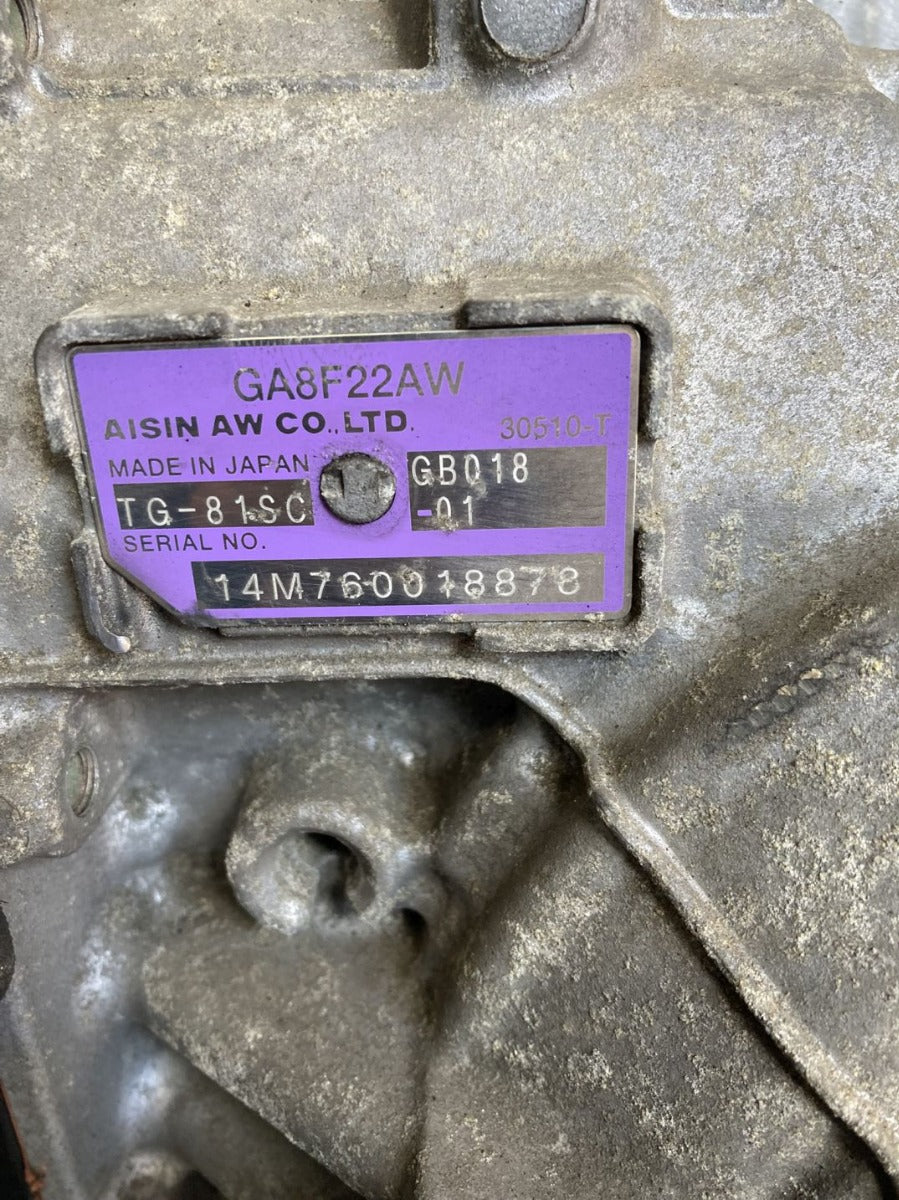 GA8F22AW
AISIN AW CO.,LTD.
30510-T
MADE IN JAPAN
GB018
TG-81SC
-01
SERIAL NO.
14M760018878